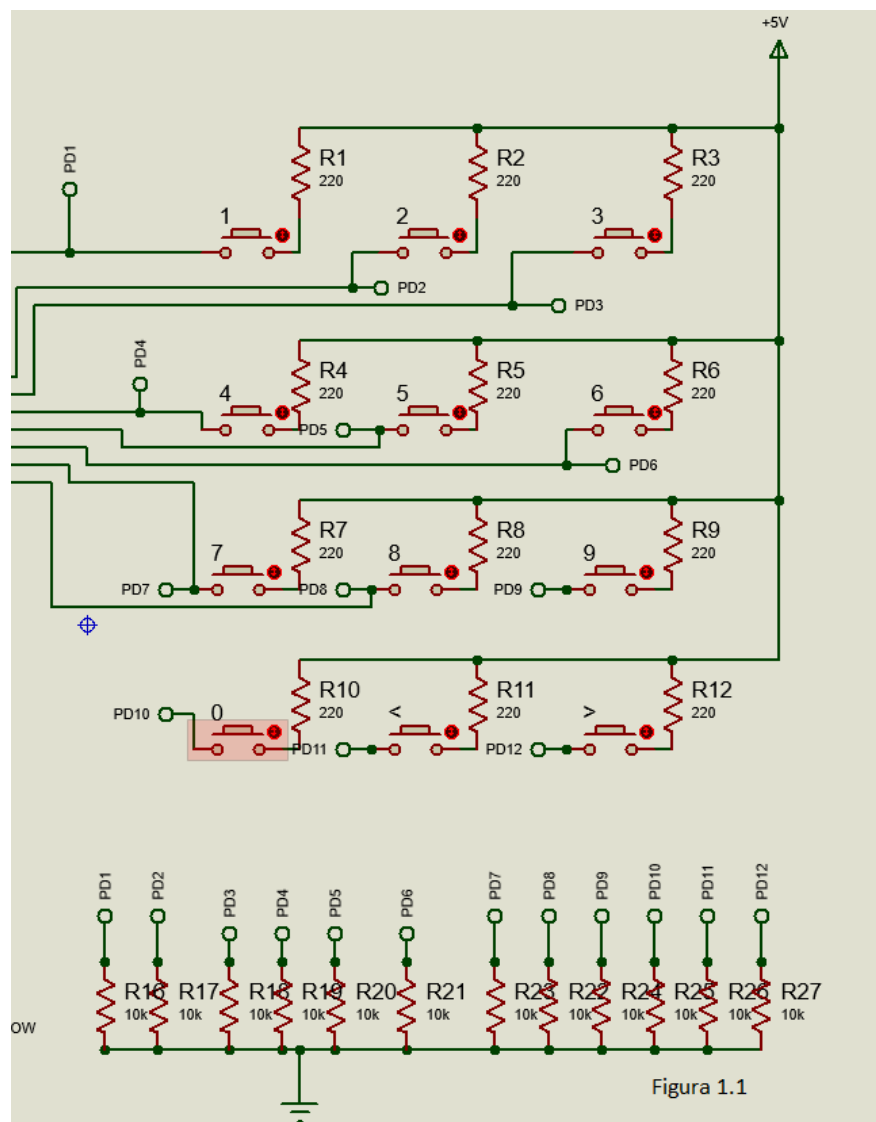 +5V
PD1
R1
220
R2
220
R3
220
1
2
3
PD2
PD3
PD4
R4
220
R5
220
R6
220
4
5
6
PD5
PD6
R7
220
R8
220
R9
220
7
8
9
PD7
PD8
PD9
R10
220
R11
220
R12
220
0
<
>
PD10
PD11
PD12
PD1 PD2 PD3 PD4 PD5 PD6 PD7 PD8 PD9 PD10 PD11 PD12
R16 R17 R18 R19 R20 R21 R23 R22 R24 R25 R26 R27
10k 10k 10k 10k 10k 10k 10k 10k 10k 10k 10k 10k
OW
Figura 1.1